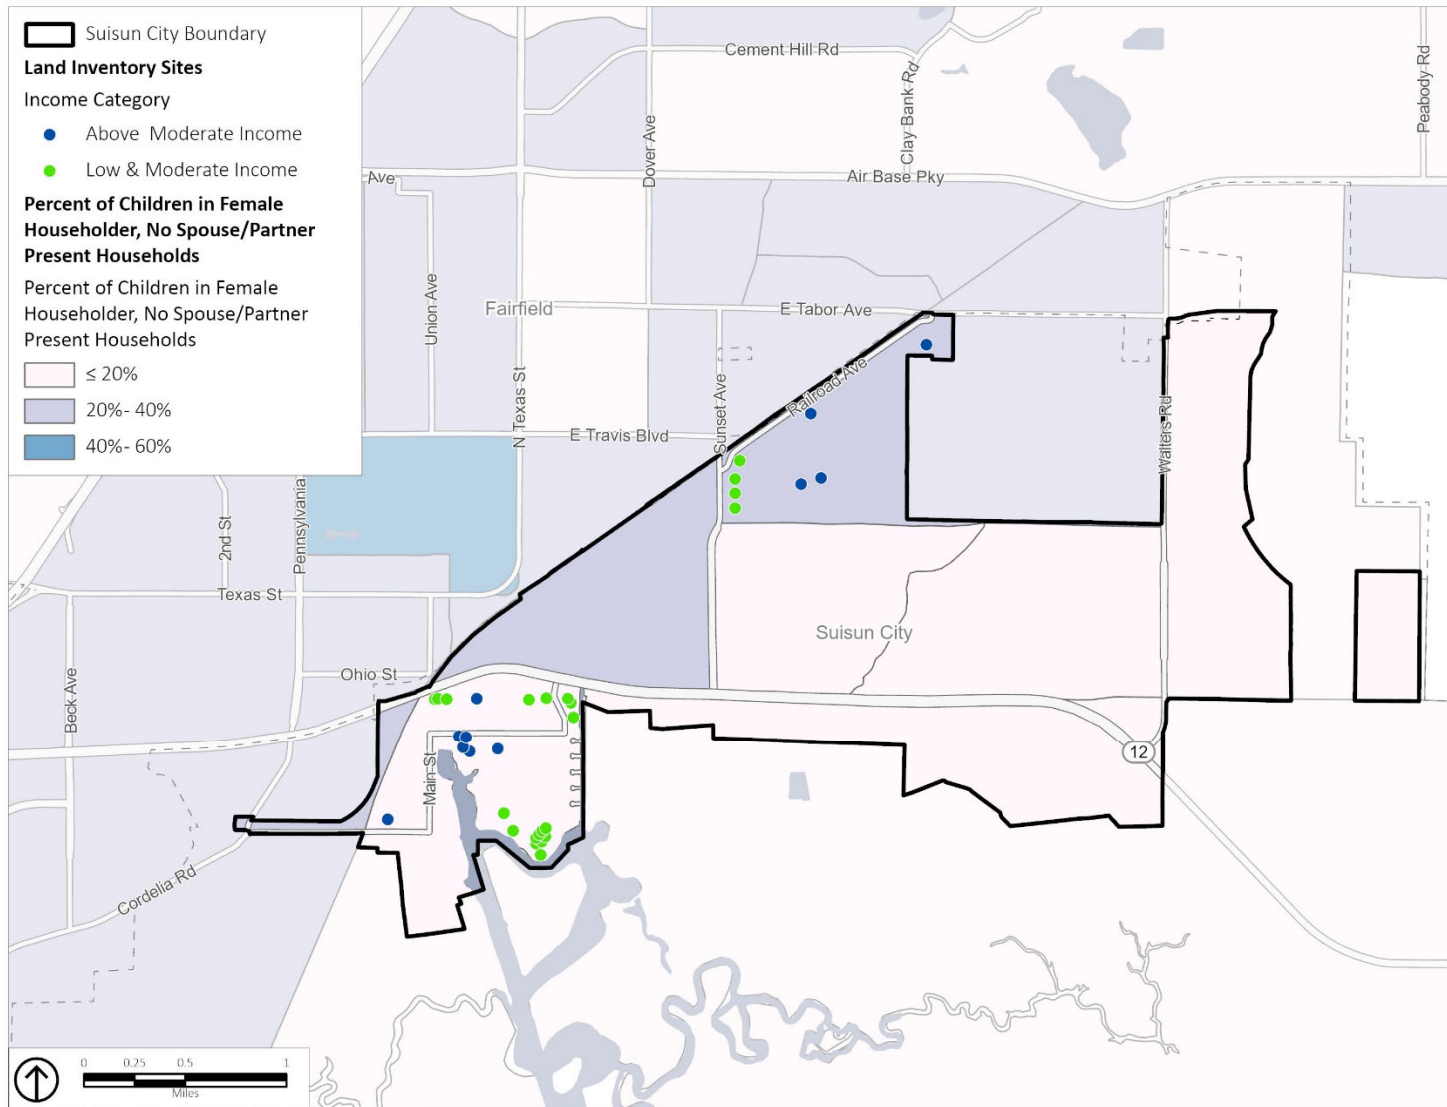 Suisun City Boundary
Land Inventory Sites
Income Category
Above Moderate Income
Low & Moderate Income
Percent of Children in Female
Householder, No Spouse/Partner
Present Households
Percent of Children in Female
Householder, No Spouse/Partner
Present Households
≤ 20%
20%- 40%
40%- 60%
Cement Hill Rd
Clay Bank Rd
Peabody Rd
Dover Ave
Ave
Air Base Pky
Union Ave
Fairfield
N Texas St
E Tabor Ave
Railroad Ave
Sunset Ave
E Travis Blvd
Walters Rd
Pennsylvania
2nd St
Texas St
Suisun City
Ohio St
Beck Ave
Main St
12
Cordelia Rd
0 0.25 0.5 1
Miles